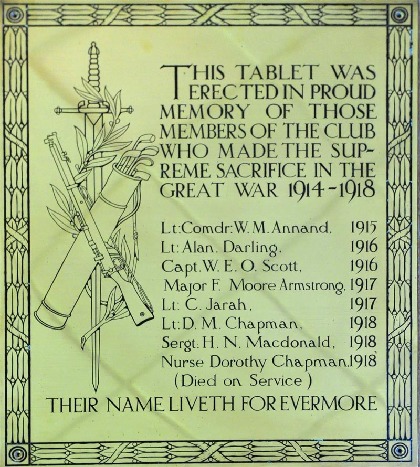 THIS TABLET WAS
ERECTED IN PROUD
MEMORY OF THOSE
MEMBERS OF THE CLUB
WHO MADE THE SUP-
REME SACRIFICE IN THE
GREAT WAR 1914-1918
Lt:Comdr: W. M. Annand, 1915
Lt: Alan. Darling, 1916
Capt. W. E. O. Scott, 1916
Major F. Moore Armstrong, 1917
Lt: C. Jarah, 1917
Lt: D. M. Chapman, 1918
Sergt. H. N. Macdonald, 1918
Nurse Dorothy Chapman, 1918
(Died on Service)
THEIR NAME LIVETH FOR EVERMORE